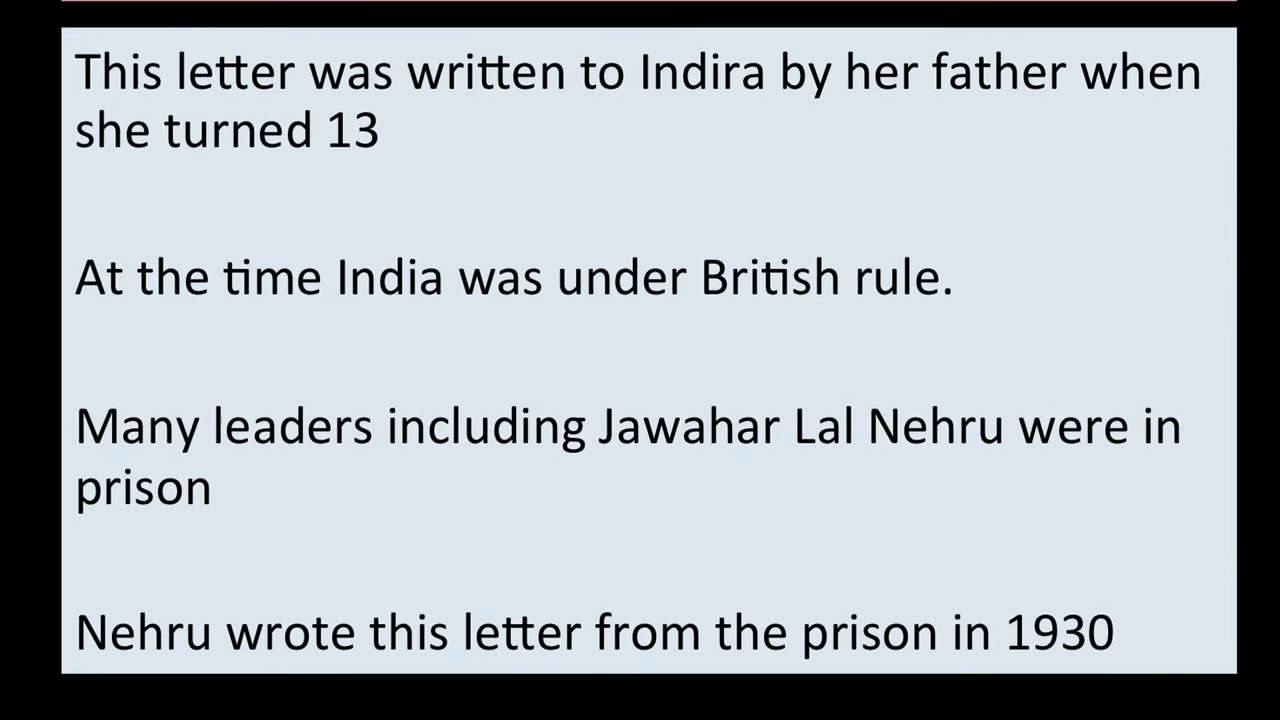 This letter was written to Indira by her father when
she turned 13
At the time India was under British rule.
Many leaders including Jawahar Lal Nehru were in
prison
Nehru wrote this letter from the prison in 1930